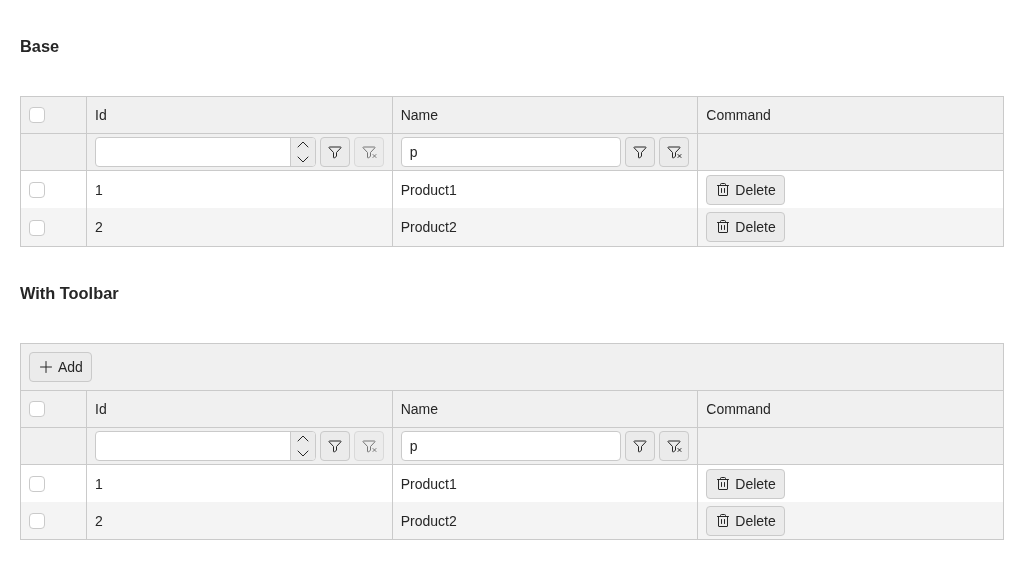 Base
Id Name Command
p
1 Product1 Delete
2 Product2 Delete
With Toolbar
Add
Id Name Command
p
1 Product1 Delete
2 Product2 Delete